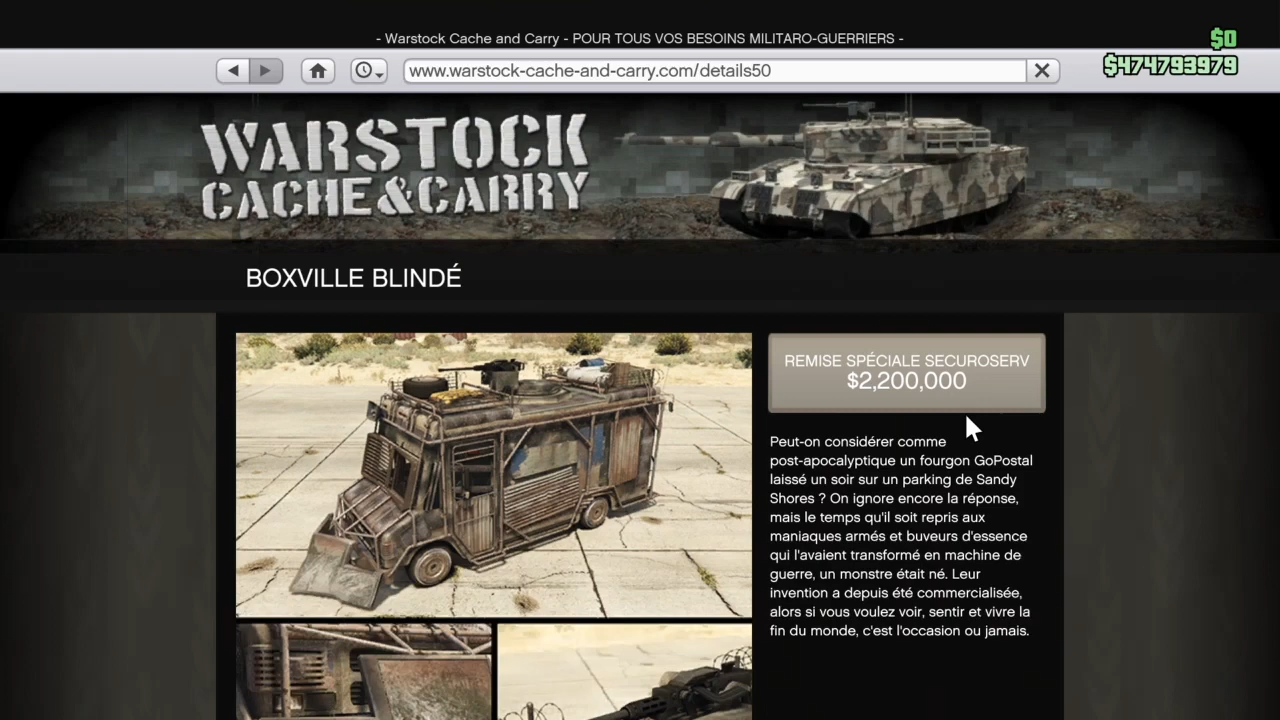 - Warstock Cache and Carry - POUR TOUS VOS BESOINS MILITARO-GUERRIERS -
$0
$474793979
www.warstock-cache-and-carry.com/details50
WARSTOCK
CACHE&CARRY
BOXVILLE BLINDÉ
REMISE SPÉCIALE SECUROSERV
$2,200,000
Peut-on considérer comme
post-apocalyptique un fourgon GoPostal
laissé un soir sur un parking de Sandy
Shores ? On ignore encore la réponse,
mais le temps qu'il soit repris aux
maniaques armés et buveurs d'essence
qui l'avaient transformé en machine de
guerre, un monstre était né. Leur
invention a depuis été commercialisée,
alors si vous voulez voir, sentir et vivre la
fin du monde, c'est l'occasion ou jamais.